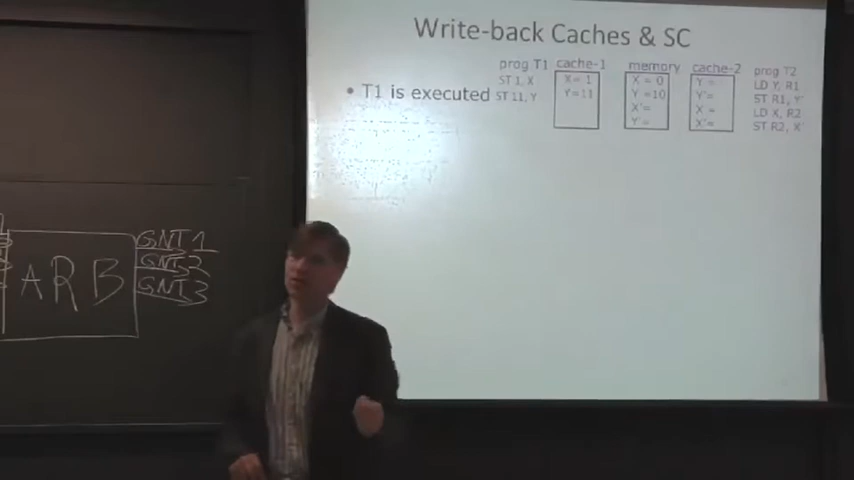 Write-back Caches & SC
prog T1 cache-1 memory cache-2 prog T2
• T1 is executed
ST 1, X
ST 11, Y
X= 1
Y=11
X = 0
Y =10
X'=
Y'=
Y =
Y'=
X =
X'=
LD Y, R1
ST R1, Y'
LD X, R2
ST R2, X'
ARB
GNT1
GNT2
GNT3